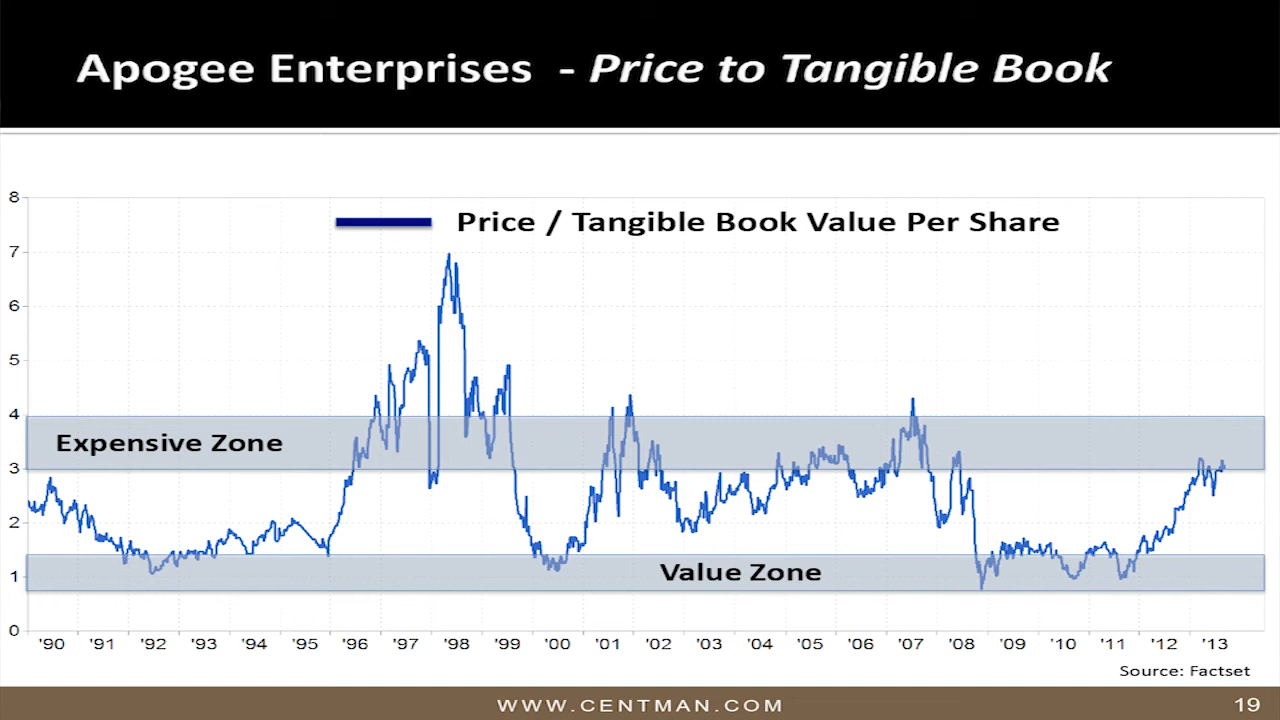 Apogee Enterprises - Price to Tangible Book
8
Price / Tangible Book Value Per Share
7
6
5
4
Expensive Zone
3
2
Value Zone
1
0
'90 '91 '92 '93 '94 '95 '96 '97 '98 '99 '00 '01 '02 '03 '04 '05 '06 '07 '08 '09 '10 '11 '12 '13
Source: Factset
WWW.CENTMAN.COM 19